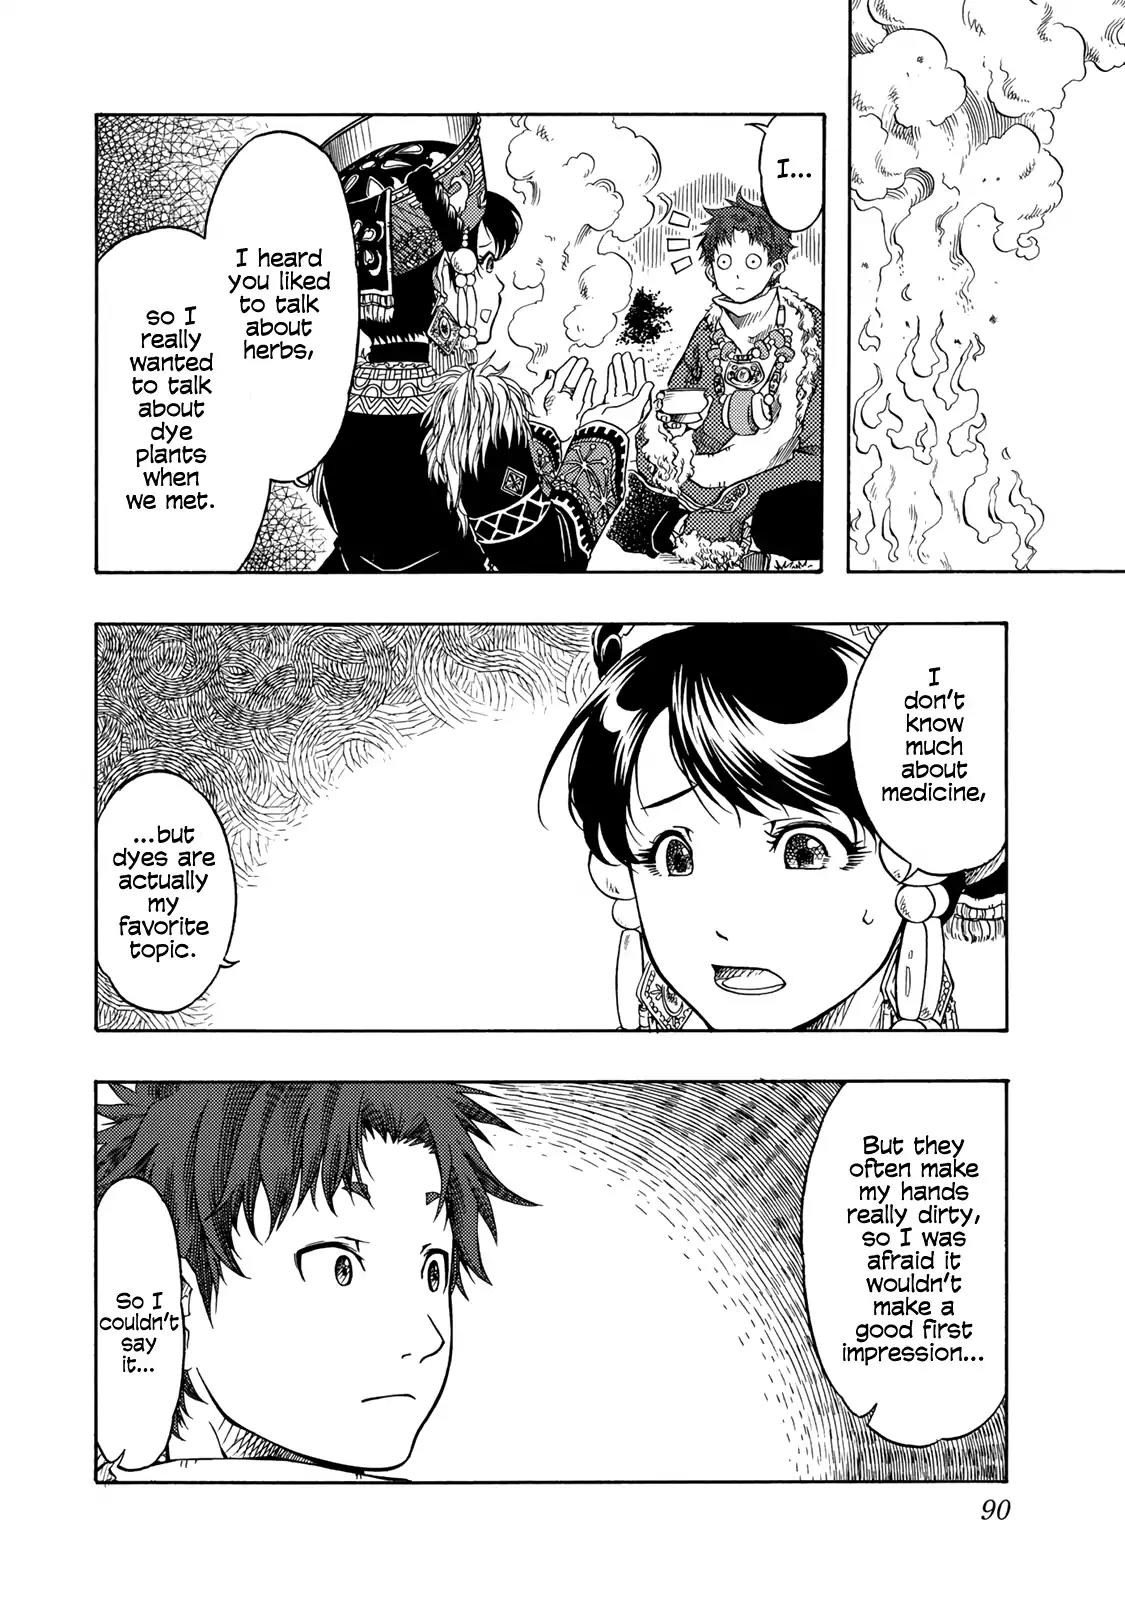 I...
I heard
you liked
to talk
about
herbs,
so I
really
wanted
to talk
about
dye
plants
when
we met.
I
don't
know
much
about
medicine,
...but
dyes are
actually
my
favorite
topic.
But they
often make
my hands
really dirty,
so I was
afraid it
wouldn't
make a
good first
impression...
So I
couldn't
say
it...
90